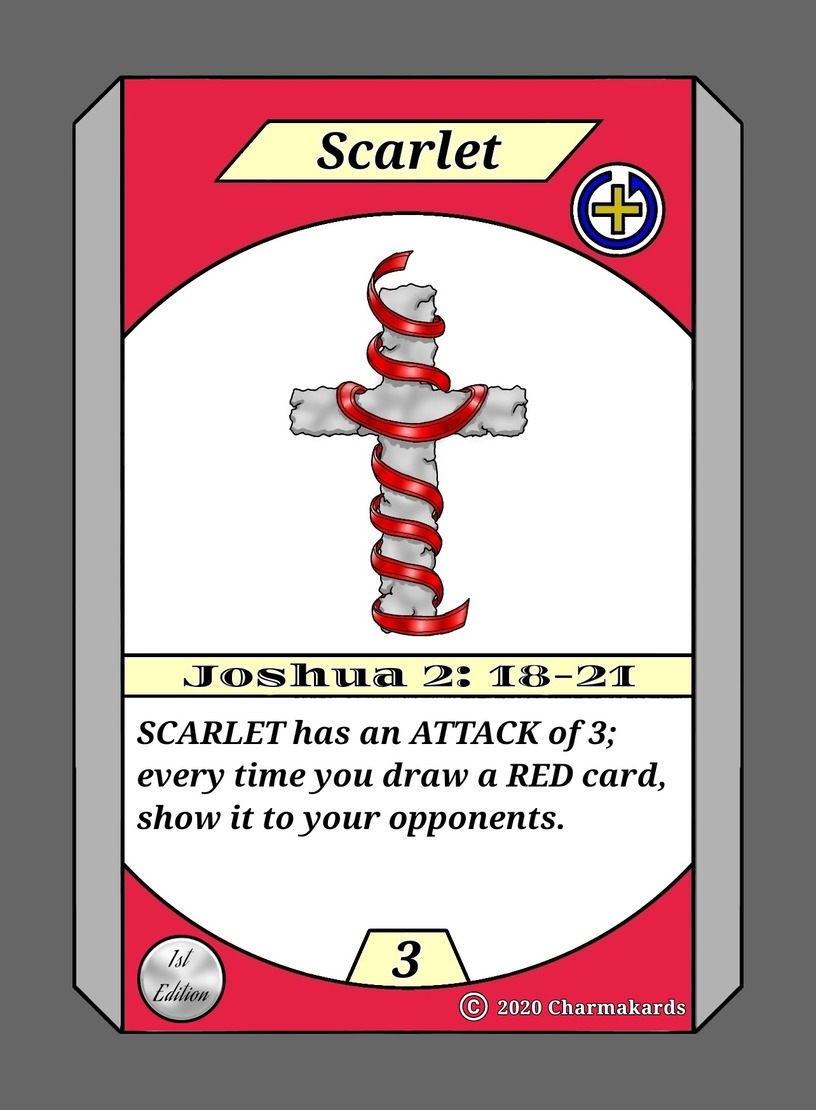 Scarlet
Joshua 2: 18-21
SCARLET has an ATTACK of 3;
every time you draw a RED card,
show it to your opponents.
3
1st
Edition
© 2020 Charmakards